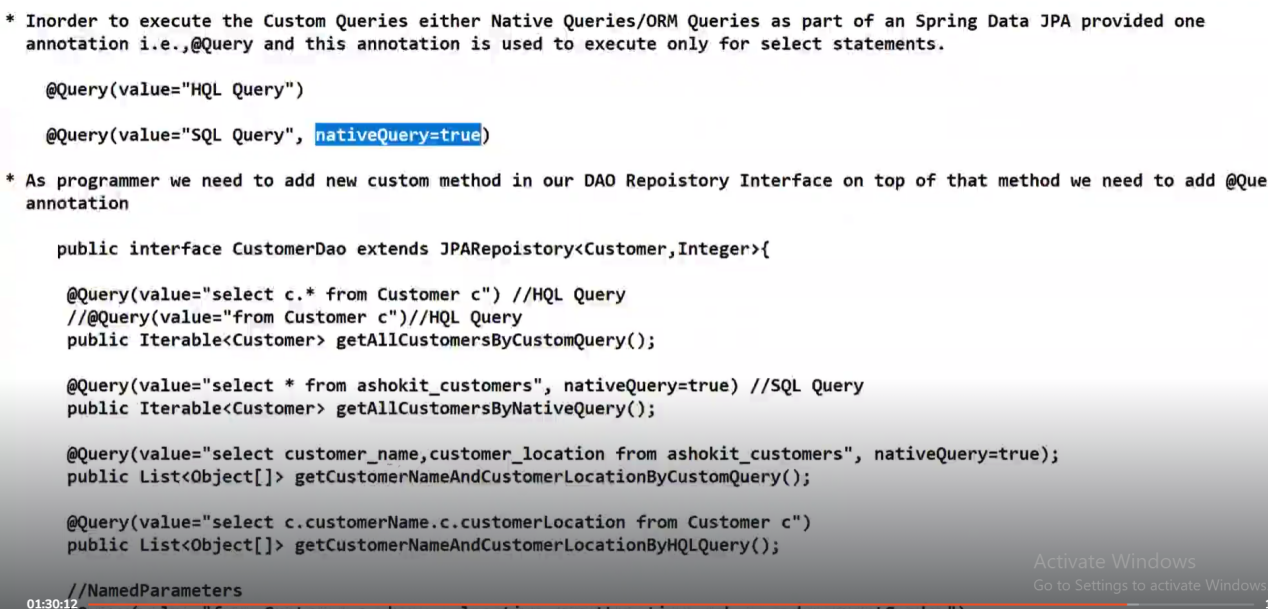 * Inorder to execute the Custom Queries either Native Queries/ORM Queries as part of an Spring Data JPA provided one
annotation i.e.,@Query and this annotation is used to execute only for select statements.
@Query(value="HQL Query")
@Query(value="SQL Query", nativeQuery=true)
* As programmer we need to add new custom method in our DAO Repoistory Interface on top of that method we need to add @Que
annotation
public interface CustomerDao extends JPARepoistory<Customer,Integer>{
@Query(value="select c.* from Customer c") //HQL Query
//@Query(value="from Customer c")//HQL Query
public Iterable<Customer> getAllCustomersByCustomQuery();
@Query(value="select * from ashokit_customers", nativeQuery=true) //SQL Query
public Iterable<Customer> getAllCustomersByNativeQuery();
@Query(value="select customer_name,customer_location from ashokit_customers", nativeQuery=true);
public List<Object[]> getCustomerNameAndCustomerLocationByCustomQuery();
@Query(value="select c.customerName.c.customerLocation from Customer c")
public List<Object[]> getCustomerNameAndCustomerLocationByHQLQuery();
Activate Windows
Go to Settings to activate Windows
//NamedParameters
01:30:12